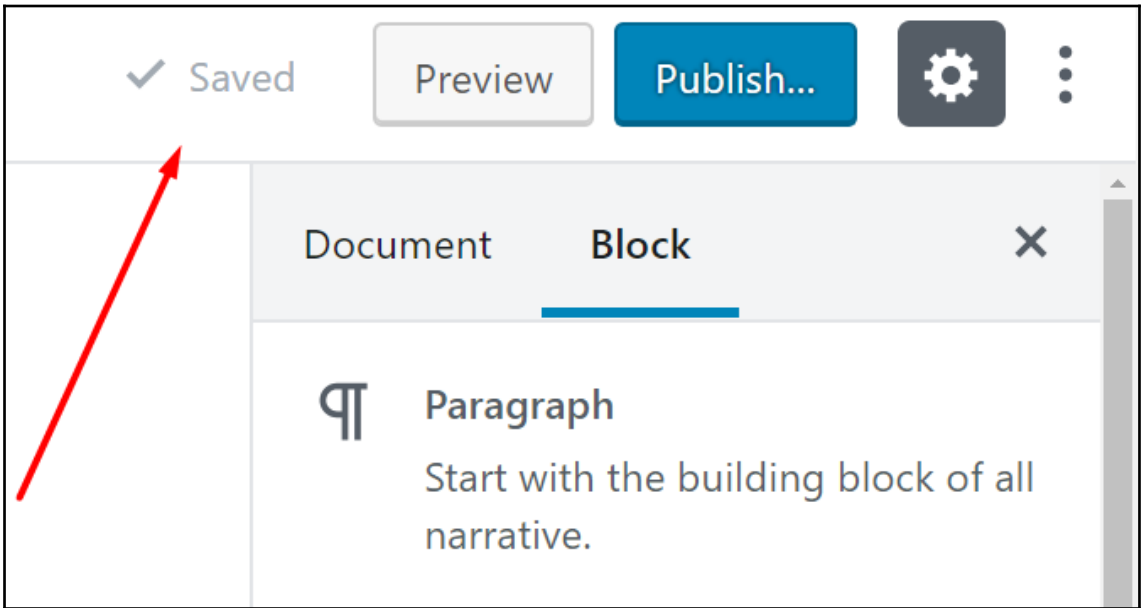 Saved Preview Publish...
Document Block
Paragraph
Start with the building block of all
narrative.